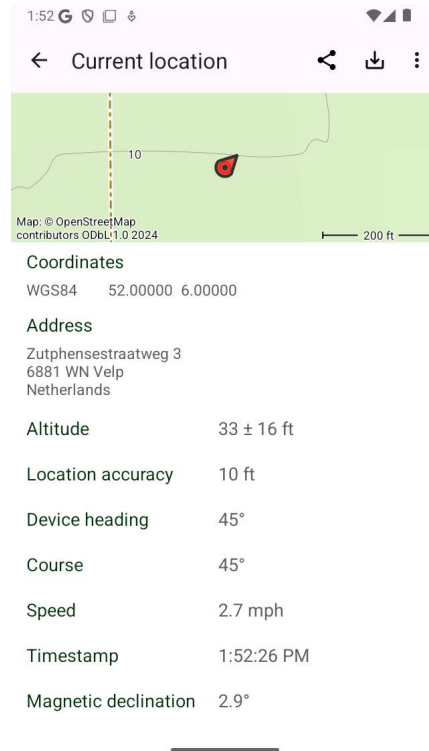 1:52
Current location
10
Map: © OpenStreetMap
contributors ODbL 1.0 2024
200 ft
Coordinates
WGS84 52.00000 6.00000
Address
Zutphensestraatweg 3
6881 WN Velp
Netherlands
Altitude 33 ± 16 ft
Location accuracy 10 ft
Device heading 45°
Course 45°
Speed 2.7 mph
Timestamp 1:52:26 PM
Magnetic declination 2.9°